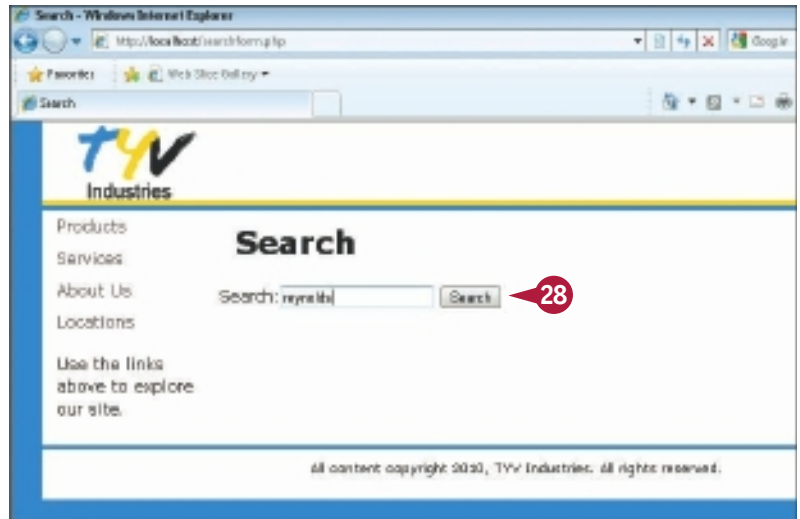 Search - Windows Internet Explorer
http://localhost/searchform.php
Google
Favorites Web Slice Gallery
Search
TYV
Industries
Products
Services
About Us
Locations
Use the links
above to explore
our site.
Search
Search: reynolds Search
28
All content copyright 2010, TYV Industries. All rights reserved.